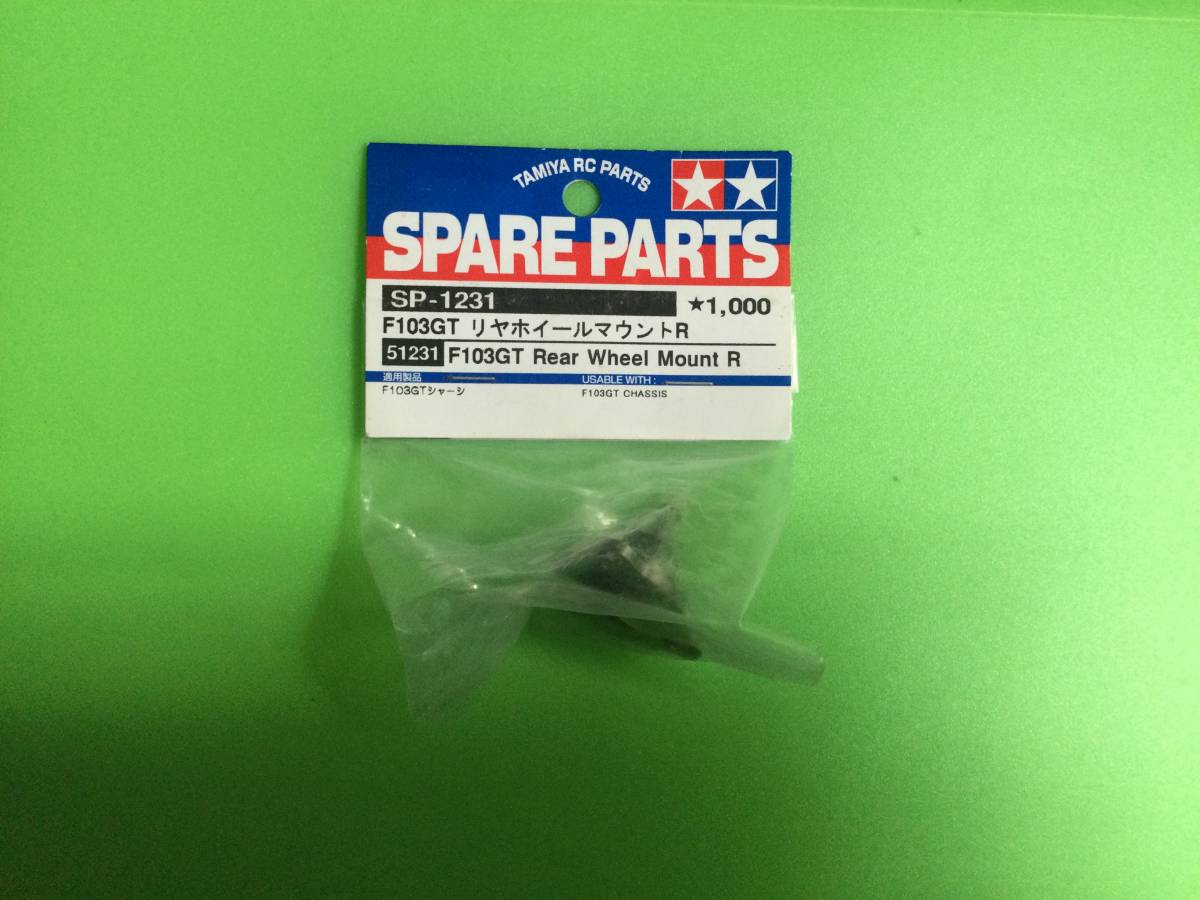 TAMIYA RC PARTS
SPARE PARTS
SP-1231 ★1,000
F103GT リヤホイールマウントR
51231 F103GT Rear Wheel Mount R
適用製品 USABLE WITH :
F103GTシャーシ F103GT CHASSIS